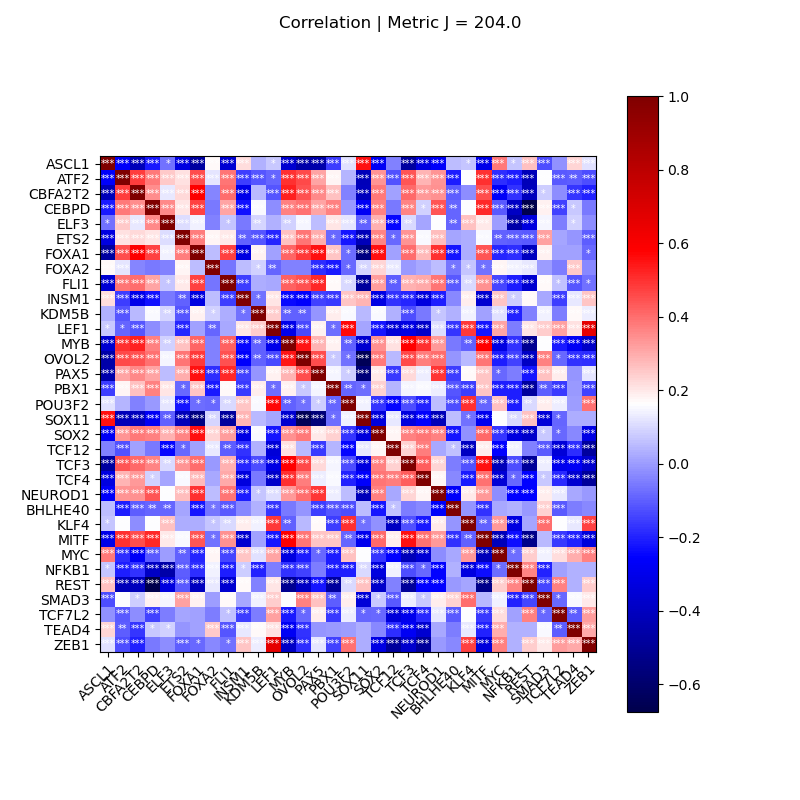 Correlation | Metric J = 204.0
ASCL1
ATF2
CBFA2T2
CEBPD
ELF3
ETS2
FOXA1
FOXA2
FLI1
INSM1
KDM5B
LEF1
MYB
OVOL2
PAX5
PBX1
POU3F2
SOX11
SOX2
TCF12
TCF3
TCF4
NEUROD1
BHLHE40
KLF4
MITF
MYC
NFKB1
REST
SMAD3
TCF7L2
TEAD4
ZEB1
ASCL1
ATF2
CBFA2T2
CEBPD
ELF3
ETS2
FOXA1
FOXA2
FLI1
INSM1
KDM5B
LEF1
MYB
OVOL2
PAX5
PBX1
POU3F2
SOX11
SOX2
TCF12
TCF3
TCF4
NEUROD1
BHLHE40
KLF4
MITF
MYC
NFKB1
REST
SMAD3
TCF7L2
TEAD4
ZEB1
1.0
0.8
0.6
0.4
0.2
0.0
−0.2
−0.4
−0.6